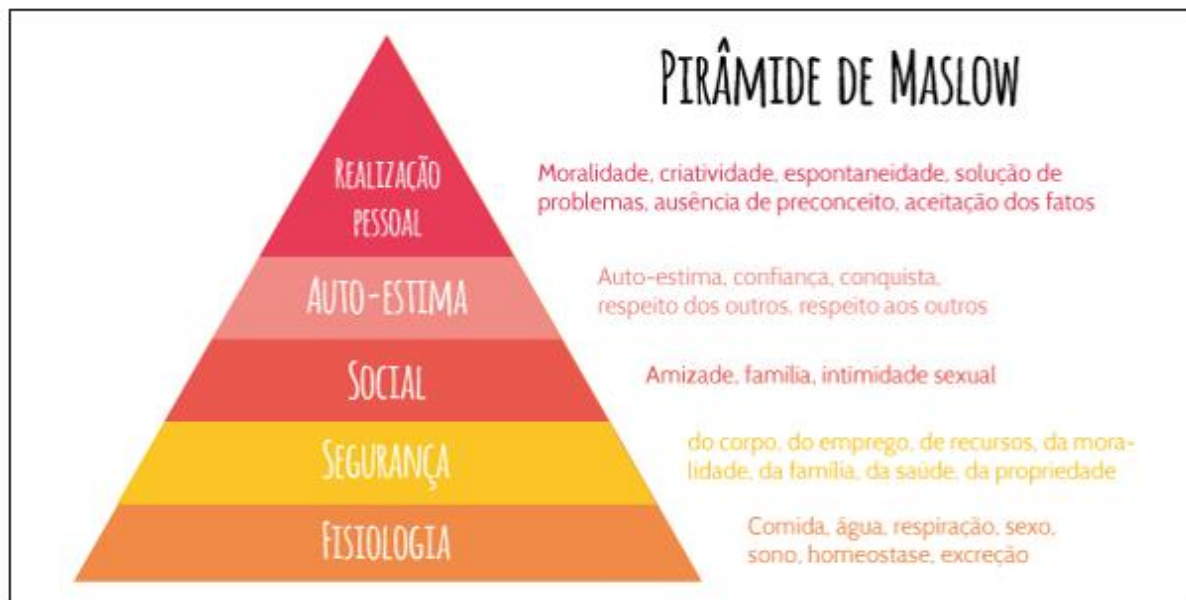 PIRÂMIDE DE MASLOW
REALIZAÇÃO
PESSOAL
Moralidade, criatividade, espontaneidade, solução de
problemas, ausência de preconceito, aceitação dos fatos
AUTO-ESTIMA
Auto-estima, confiança, conquista,
respeito dos outros, respeito aos outros
SOCIAL
Amizade, família, intimidade sexual
SEGURANÇA
do corpo, do emprego, de recursos, da mora-
lidade, da família, da saúde, da propriedade
FISIOLOGIA
Comida, água, respiração, sexo,
sono, homeostase, excreção